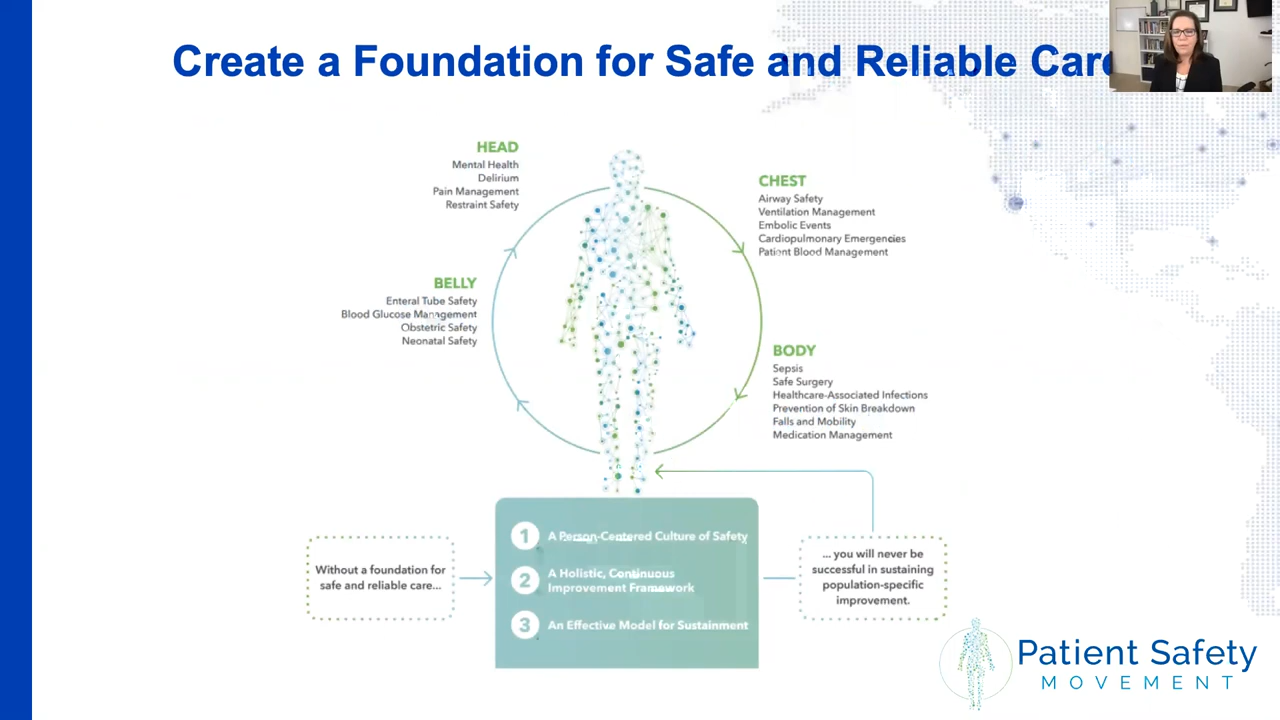 Create a Foundation for Safe and Reliable Care
HEAD
Mental Health
Delirium
Pain Management
Restraint Safety
CHEST
Airway Safety
Ventilation Management
Embolic Events
Cardiopulmonary Emergencies
Patient Blood Management
BELLY
Enteral Tube Safety
Blood Glucose Management
Obstetric Safety
Neonatal Safety
BODY
Sepsis
Safe Surgery
Healthcare-Associated Infections
Prevention of Skin Breakdown
Falls and Mobility
Medication Management
Without a foundation for
safe and reliable care...
1 A Person-Centered Culture of Safety
2 A Holistic, Continuous
Improvement Framework
3 An Effective Model for Sustainment
... you will never be
successful in sustaining
population-specific
improvement.
Patient Safety
MOVEMENT